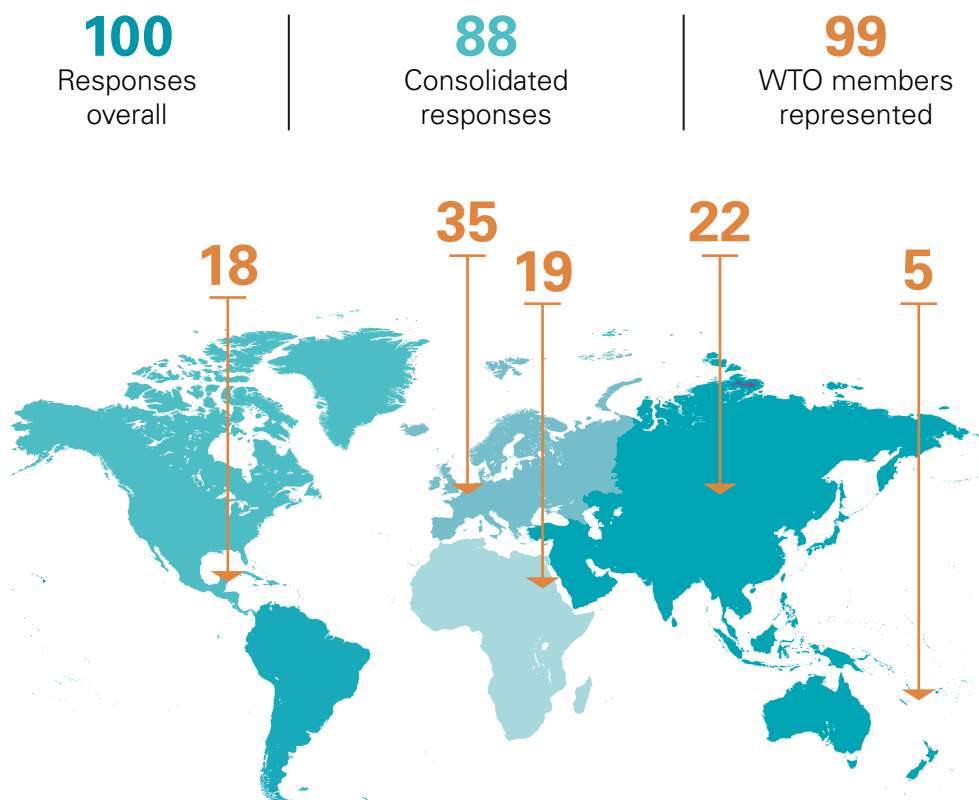 100
Responses
overall
88
Consolidated
responses
99
WTO members
represented
18
35
19
22
5